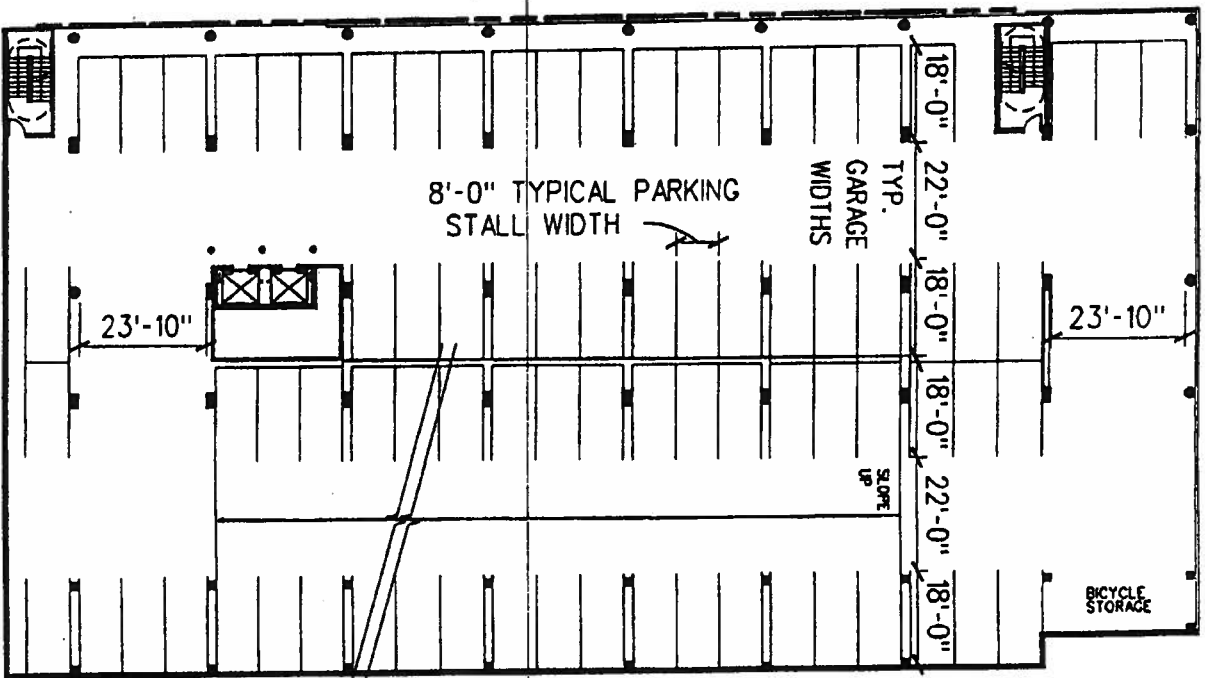 18'-0"
8'-0" TYPICAL PARKING
STALL WIDTH
TYP.
GARAGE
WIDTHS
22'-0"
18'-0"
23'-10"
23'-10"
18'-0"
SLOPE
UP
22'-0"
18'-0"
BICYCLE
STORAGE